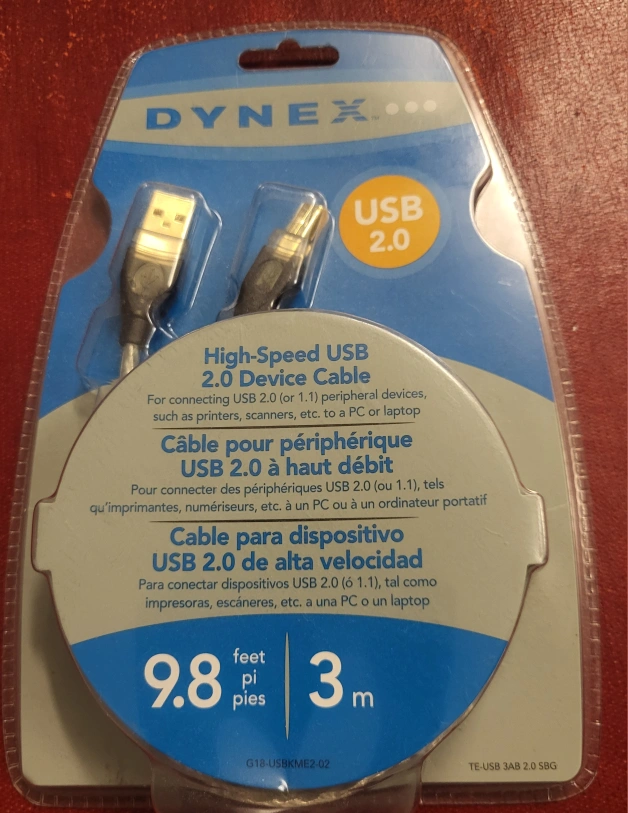 DYNEX
USB
2.0
High-Speed USB
2.0 Device Cable
For connecting USB 2.0 (or 1.1) peripheral devices,
such as printers, scanners, etc. to a PC or laptop
Câble pour périphérique
USB 2.0 à haut débit
Pour connecter des périphériques USB 2.0 (ou 1.1), tels
qu'imprimantes, numériseurs, etc. à un PC ou à un ordinateur portatif
Cable para dispositivo
USB 2.0 de alta velocidad
Para conectar dispositivos USB 2.0 (ó 1.1), tal como
impresoras, escáneres, etc. a una PC o un laptop
9.8 feet pi pies 3 m
G18-USBKME2-02
TE-USB 3AB 2.0 SBG